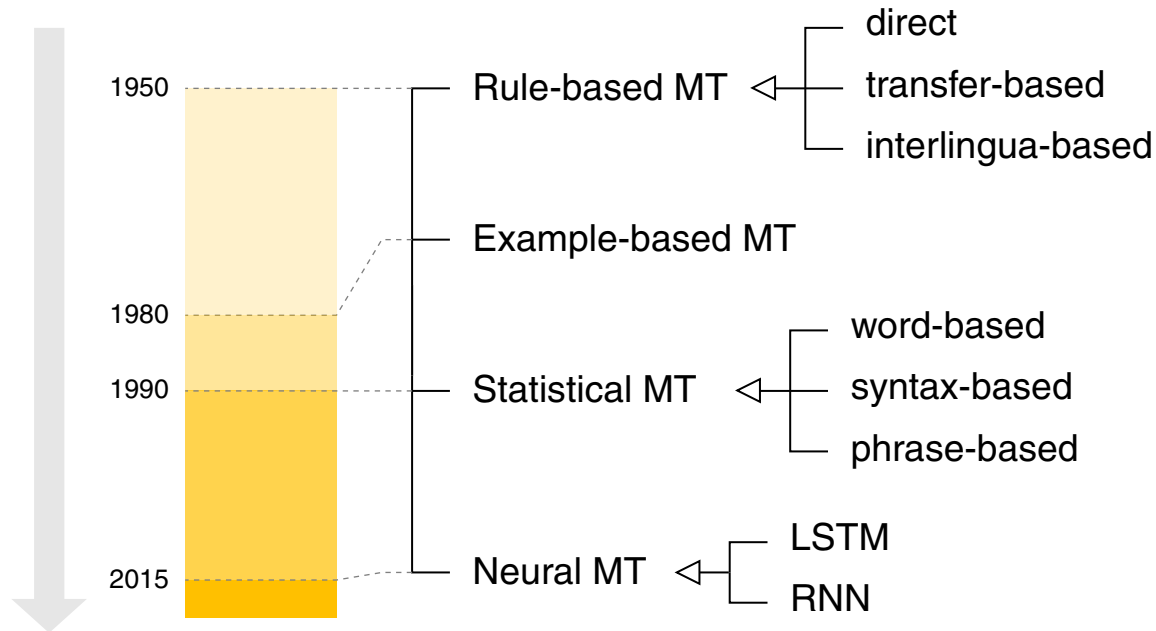 direct
1950
Rule-based MT
transfer-based
interlingua-based
Example-based MT
1980
word-based
1990
Statistical MT
syntax-based
phrase-based
LSTM
2015
Neural MT
RNN